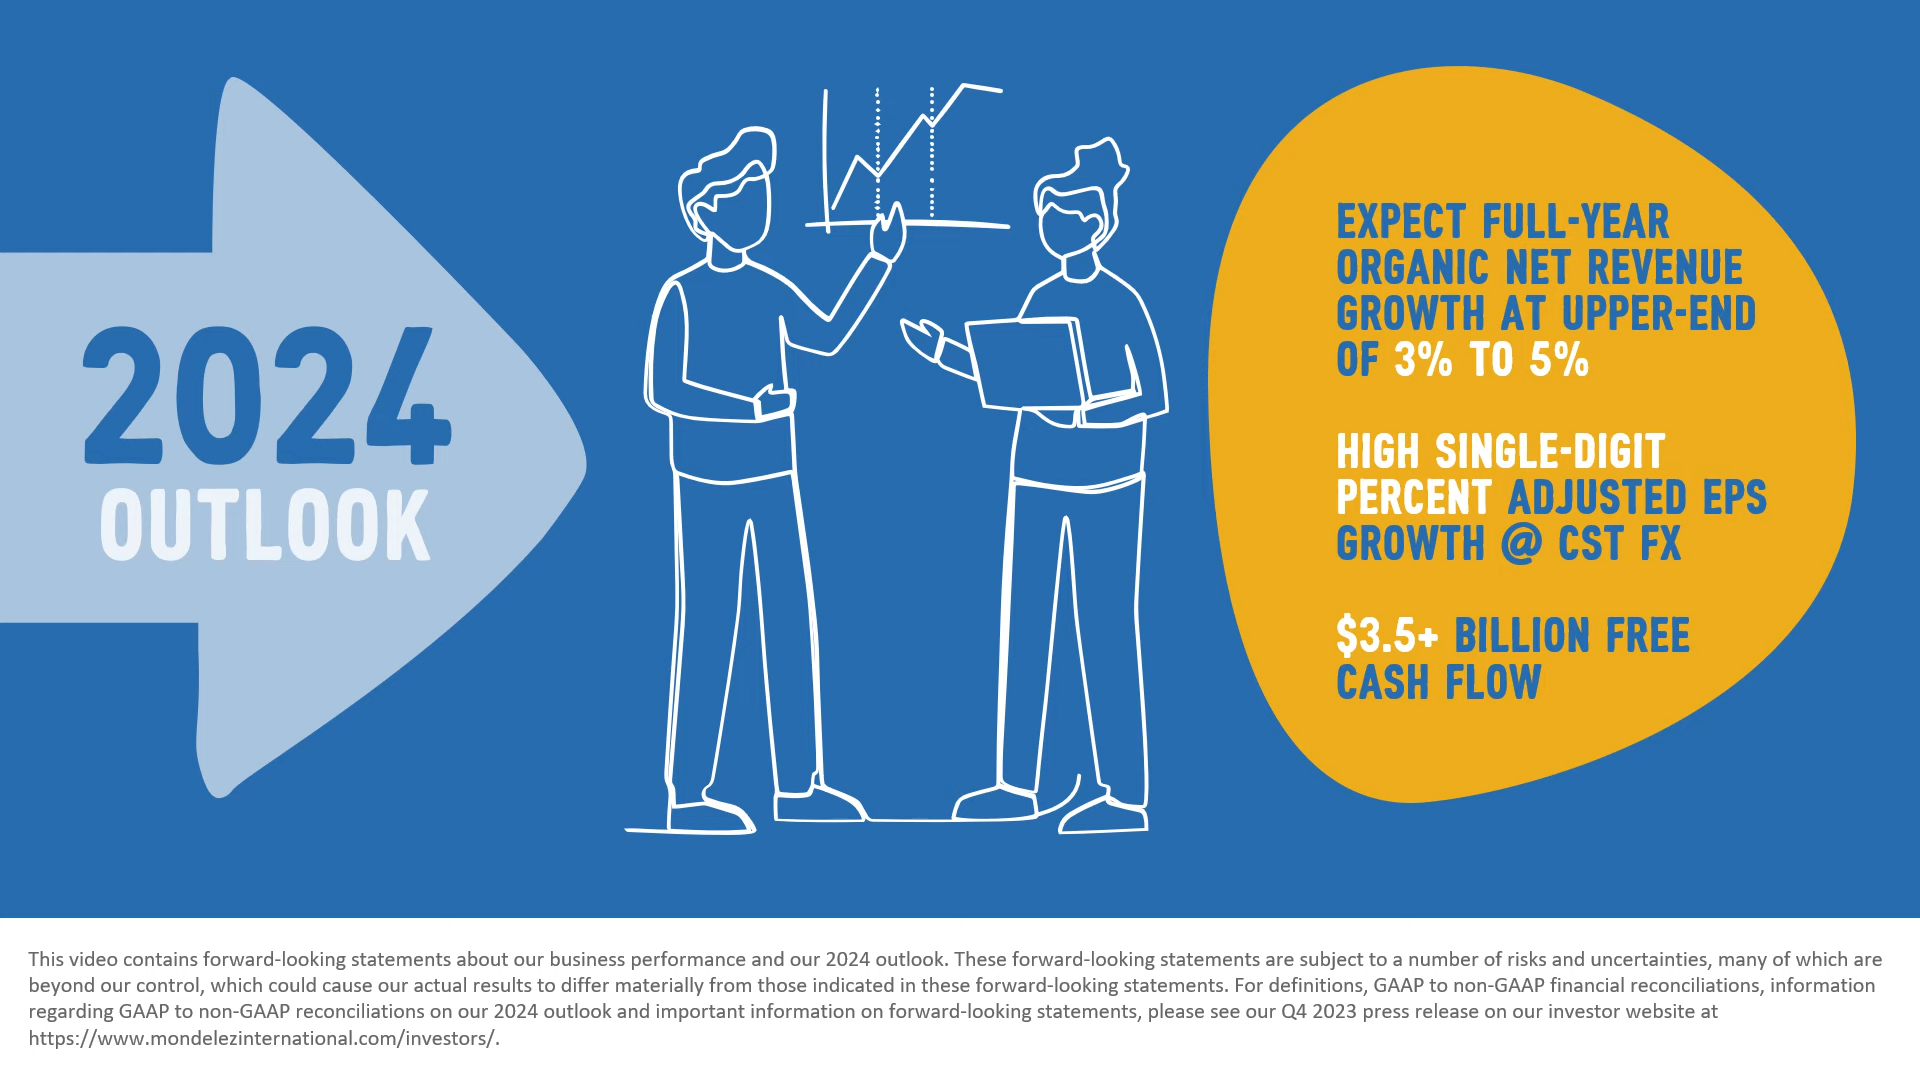 2024
OUTLOOK
EXPECT FULL-YEAR
ORGANIC NET REVENUE
GROWTH AT UPPER-END
OF 3% TO 5%
HIGH SINGLE-DIGIT
PERCENT ADJUSTED EPS
GROWTH @ CST FX
$3.5+ BILLION FREE
CASH FLOW
This video contains forward-looking statements about our business performance and our 2024 outlook. These forward-looking statements are subject to a number of risks and uncertainties, many of which are
beyond our control, which could cause our actual results to differ materially from those indicated in these forward-looking statements. For definitions, GAAP to non-GAAP financial reconciliations, information
regarding GAAP to non-GAAP reconciliations on our 2024 outlook and important information on forward-looking statements, please see our Q4 2023 press release on our investor website at
https://www.mondelezinternational.com/investors/.